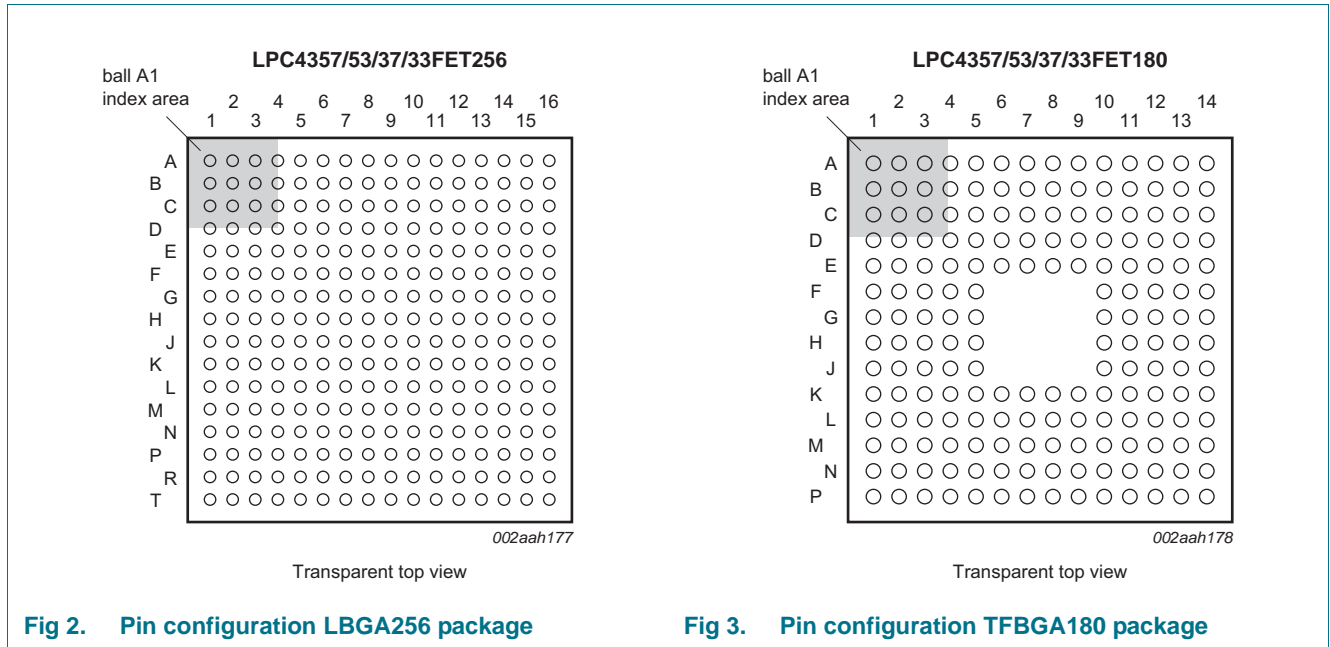 LPC4357/53/37/33FET256
ball A1
index area
2 4 6 8 10 12 14 16
1 3 5 7 9 11 13 15
A
B
C
D
E
F
G
H
J
K
L
M
N
P
R
T
002aah177
Transparent top view
Fig 2. Pin configuration LBGA256 package
LPC4357/53/37/33FET180
ball A1
index area
2 4 6 8 10 12 14
1 3 5 7 9 11 13
A
B
C
D
E
F
G
H
J
K
L
M
N
P
002aah178
Transparent top view
Fig 3. Pin configuration TFBGA180 package